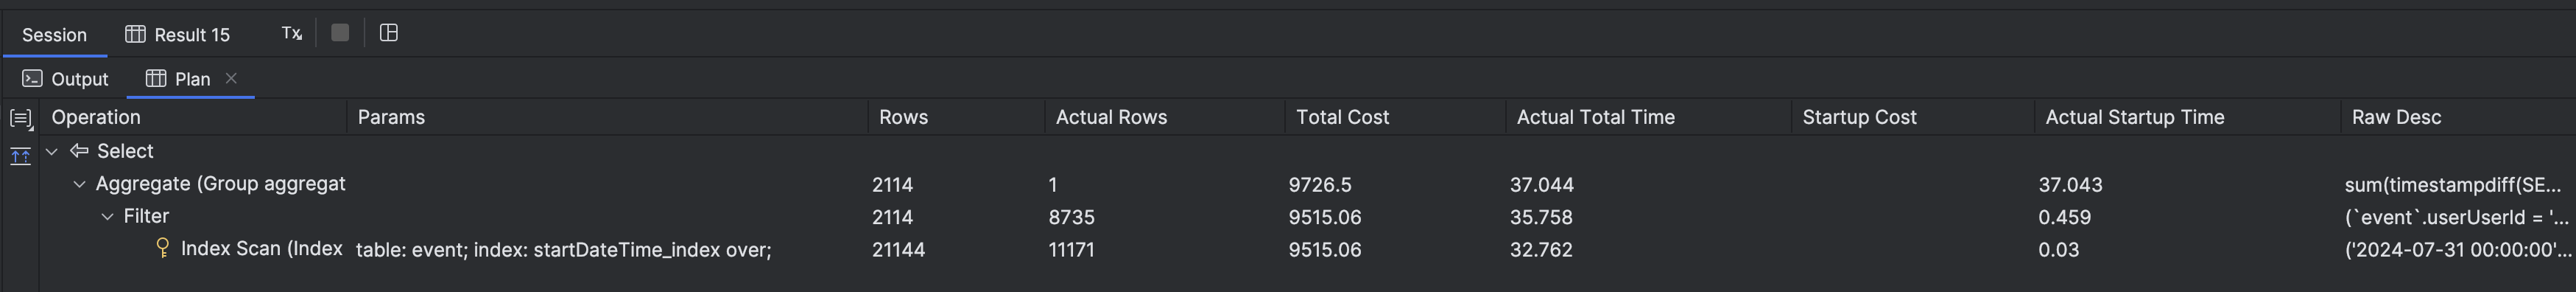 Session Result 15 Tx
Output Plan
Operation Params Rows Actual Rows Total Cost Actual Total Time Startup Cost Actual Startup Time Raw Desc
Select
Aggregate (Group aggregat 2114 1 9726.5 37.044 37.043 sum(timestampdiff(SE...
Filter 2114 8735 9515.06 35.758 0.459 (`event`.userUserId = '...
Index Scan (Index table: event; index: startDateTime_index over; 21144 11171 9515.06 32.762 0.03 ('2024-07-31 00:00:00'...